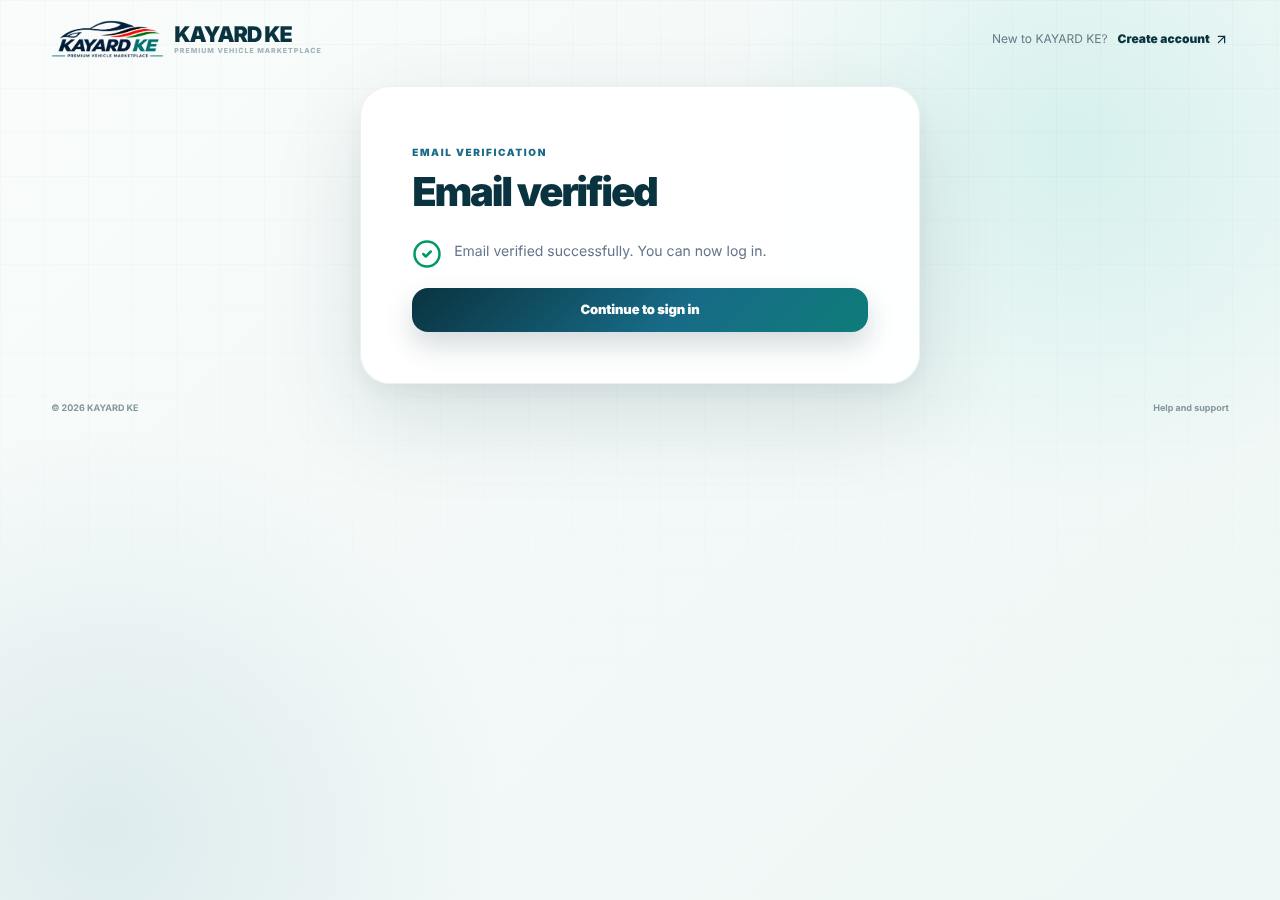 KAYARD KE
PREMIUM VEHICLE MARKETPLACE
KAYARD KE
PREMIUM VEHICLE MARKETPLACE
New to KAYARD KE? Create account
EMAIL VERIFICATION
Email verified
Email verified successfully. You can now log in.
Continue to sign in
© 2026 KAYARD KE
Help and support